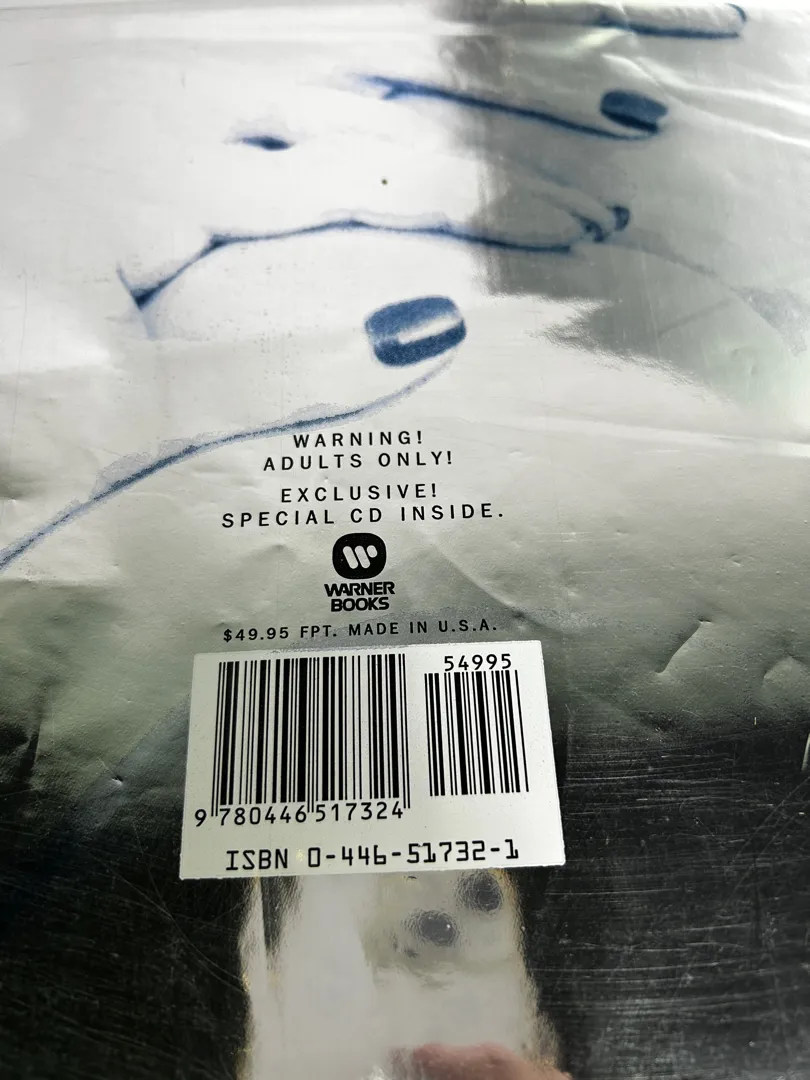 WARNING!
ADULTS ONLY!
EXCLUSIVE!
SPECIAL CD INSIDE.
WARNER
BOOKS
$49.95 FPT. MADE IN U.S.A.
54995
9 780446 517324
ISBN 0-446-51732-1